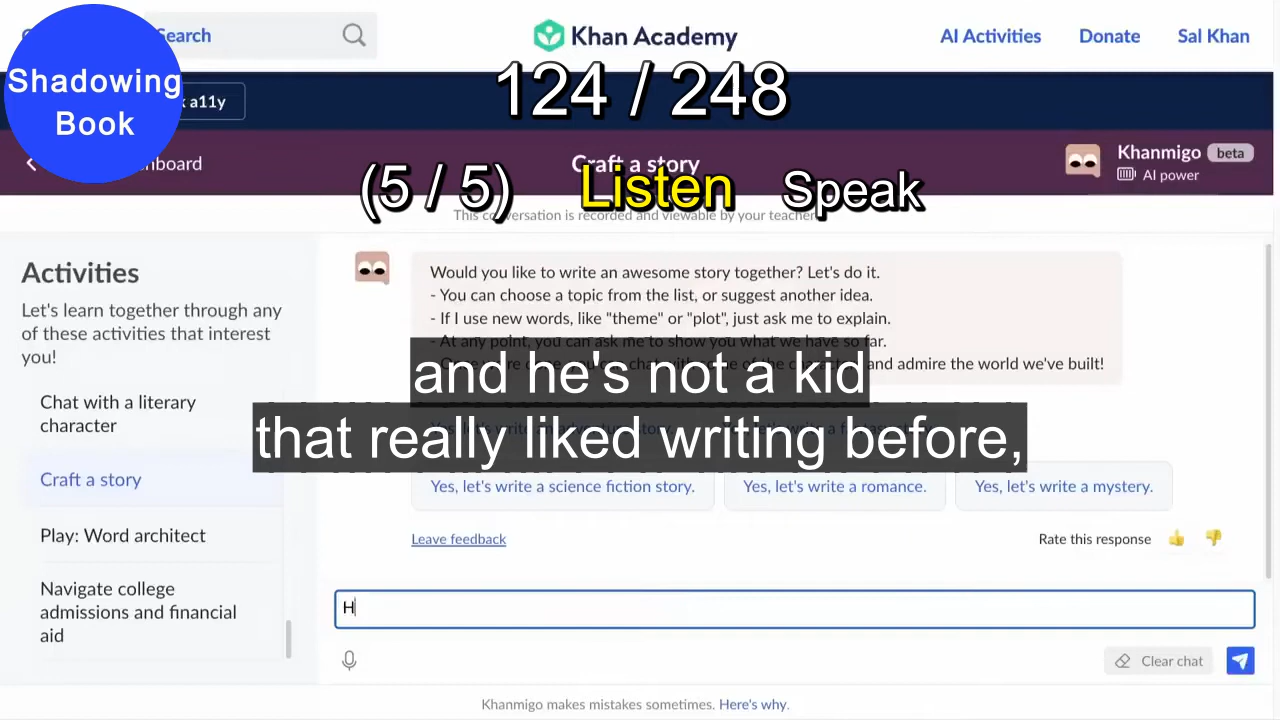 Search
Khan Academy
AI Activities
Donate
Sal Khan
Shadowing
Book
124 / 248
a11y
Craft a story
Khanmigo beta
AI power
(5 / 5) Listen Speak
This conversation is recorded and viewable by your teacher
Activities
Let's learn together through any
of these activities that interest
you!
Chat with a literary
character
Craft a story
Play: Word architect
Navigate college
admissions and financial
aid
Would you like to write an awesome story together? Let's do it.
- You can choose a topic from the list, or suggest another idea.
- If I use new words, like "theme" or "plot", just ask me to explain.
- At any point, you can ask me to show you what we have so far.
and admire the world we've built!
and he's not a kid
that really liked writing before,
Yes, let's write a science fiction story.
Yes, let's write a romance.
Yes, let's write a mystery.
Leave feedback
Rate this response
H
Clear chat
Khanmigo makes mistakes sometimes. Here's why.